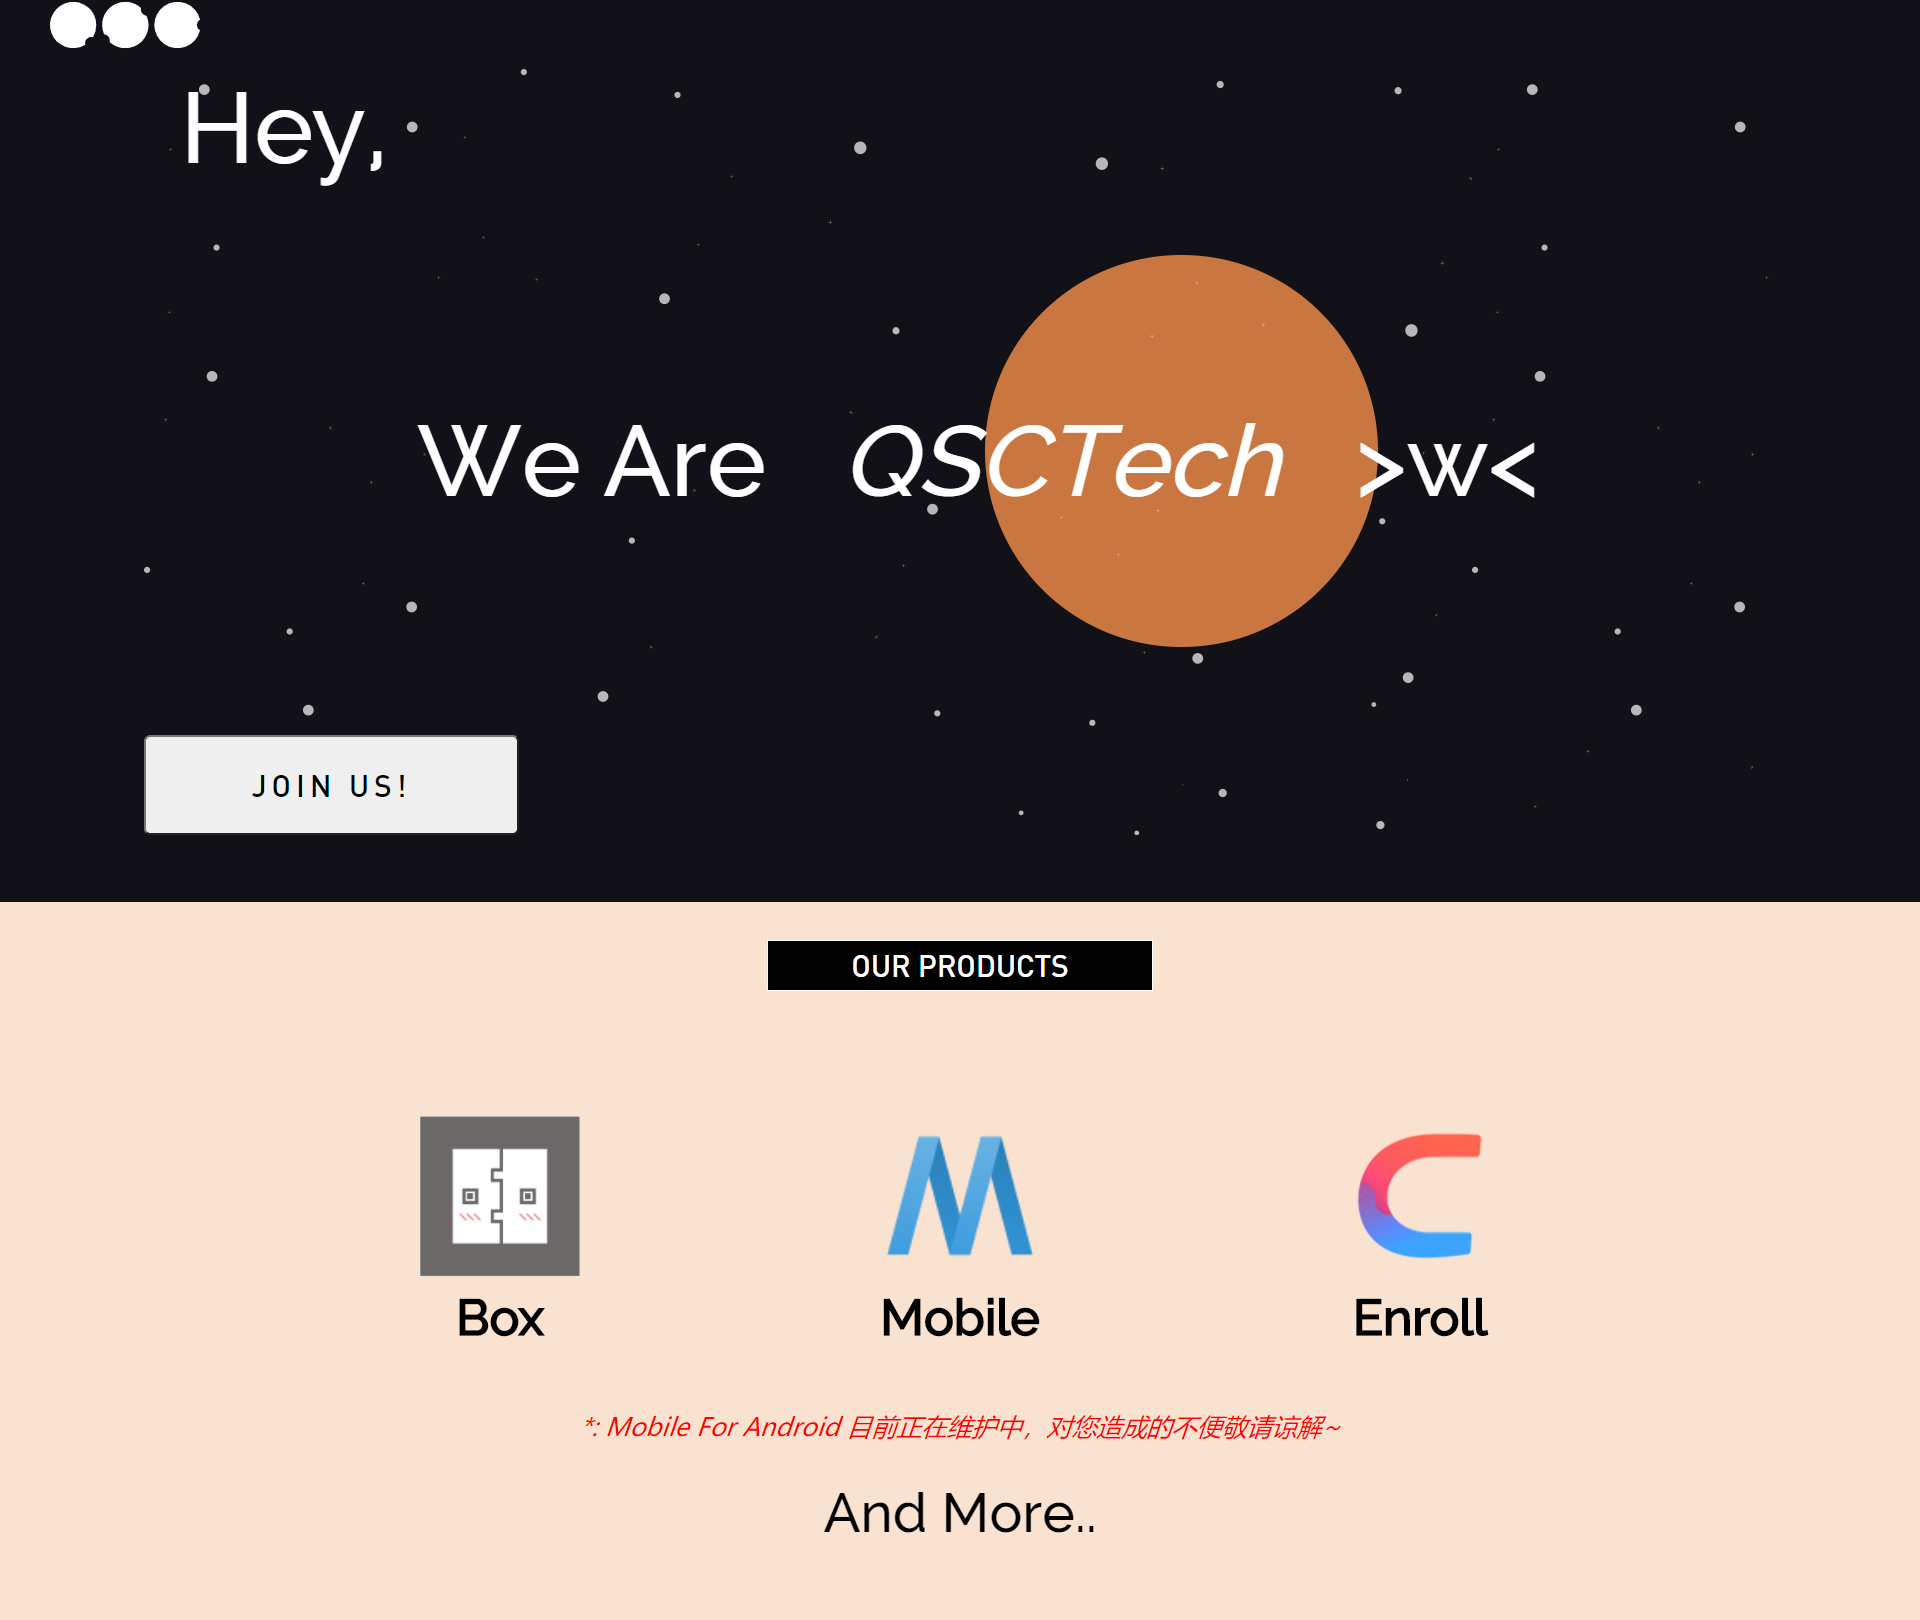 Hey,
We Are QSCTech >w<
JOIN US!
OUR PRODUCTS
Box
Mobile
Enroll
*: Mobile For Android 目前正在维护中，对您造成的不便敬请谅解~
And More..